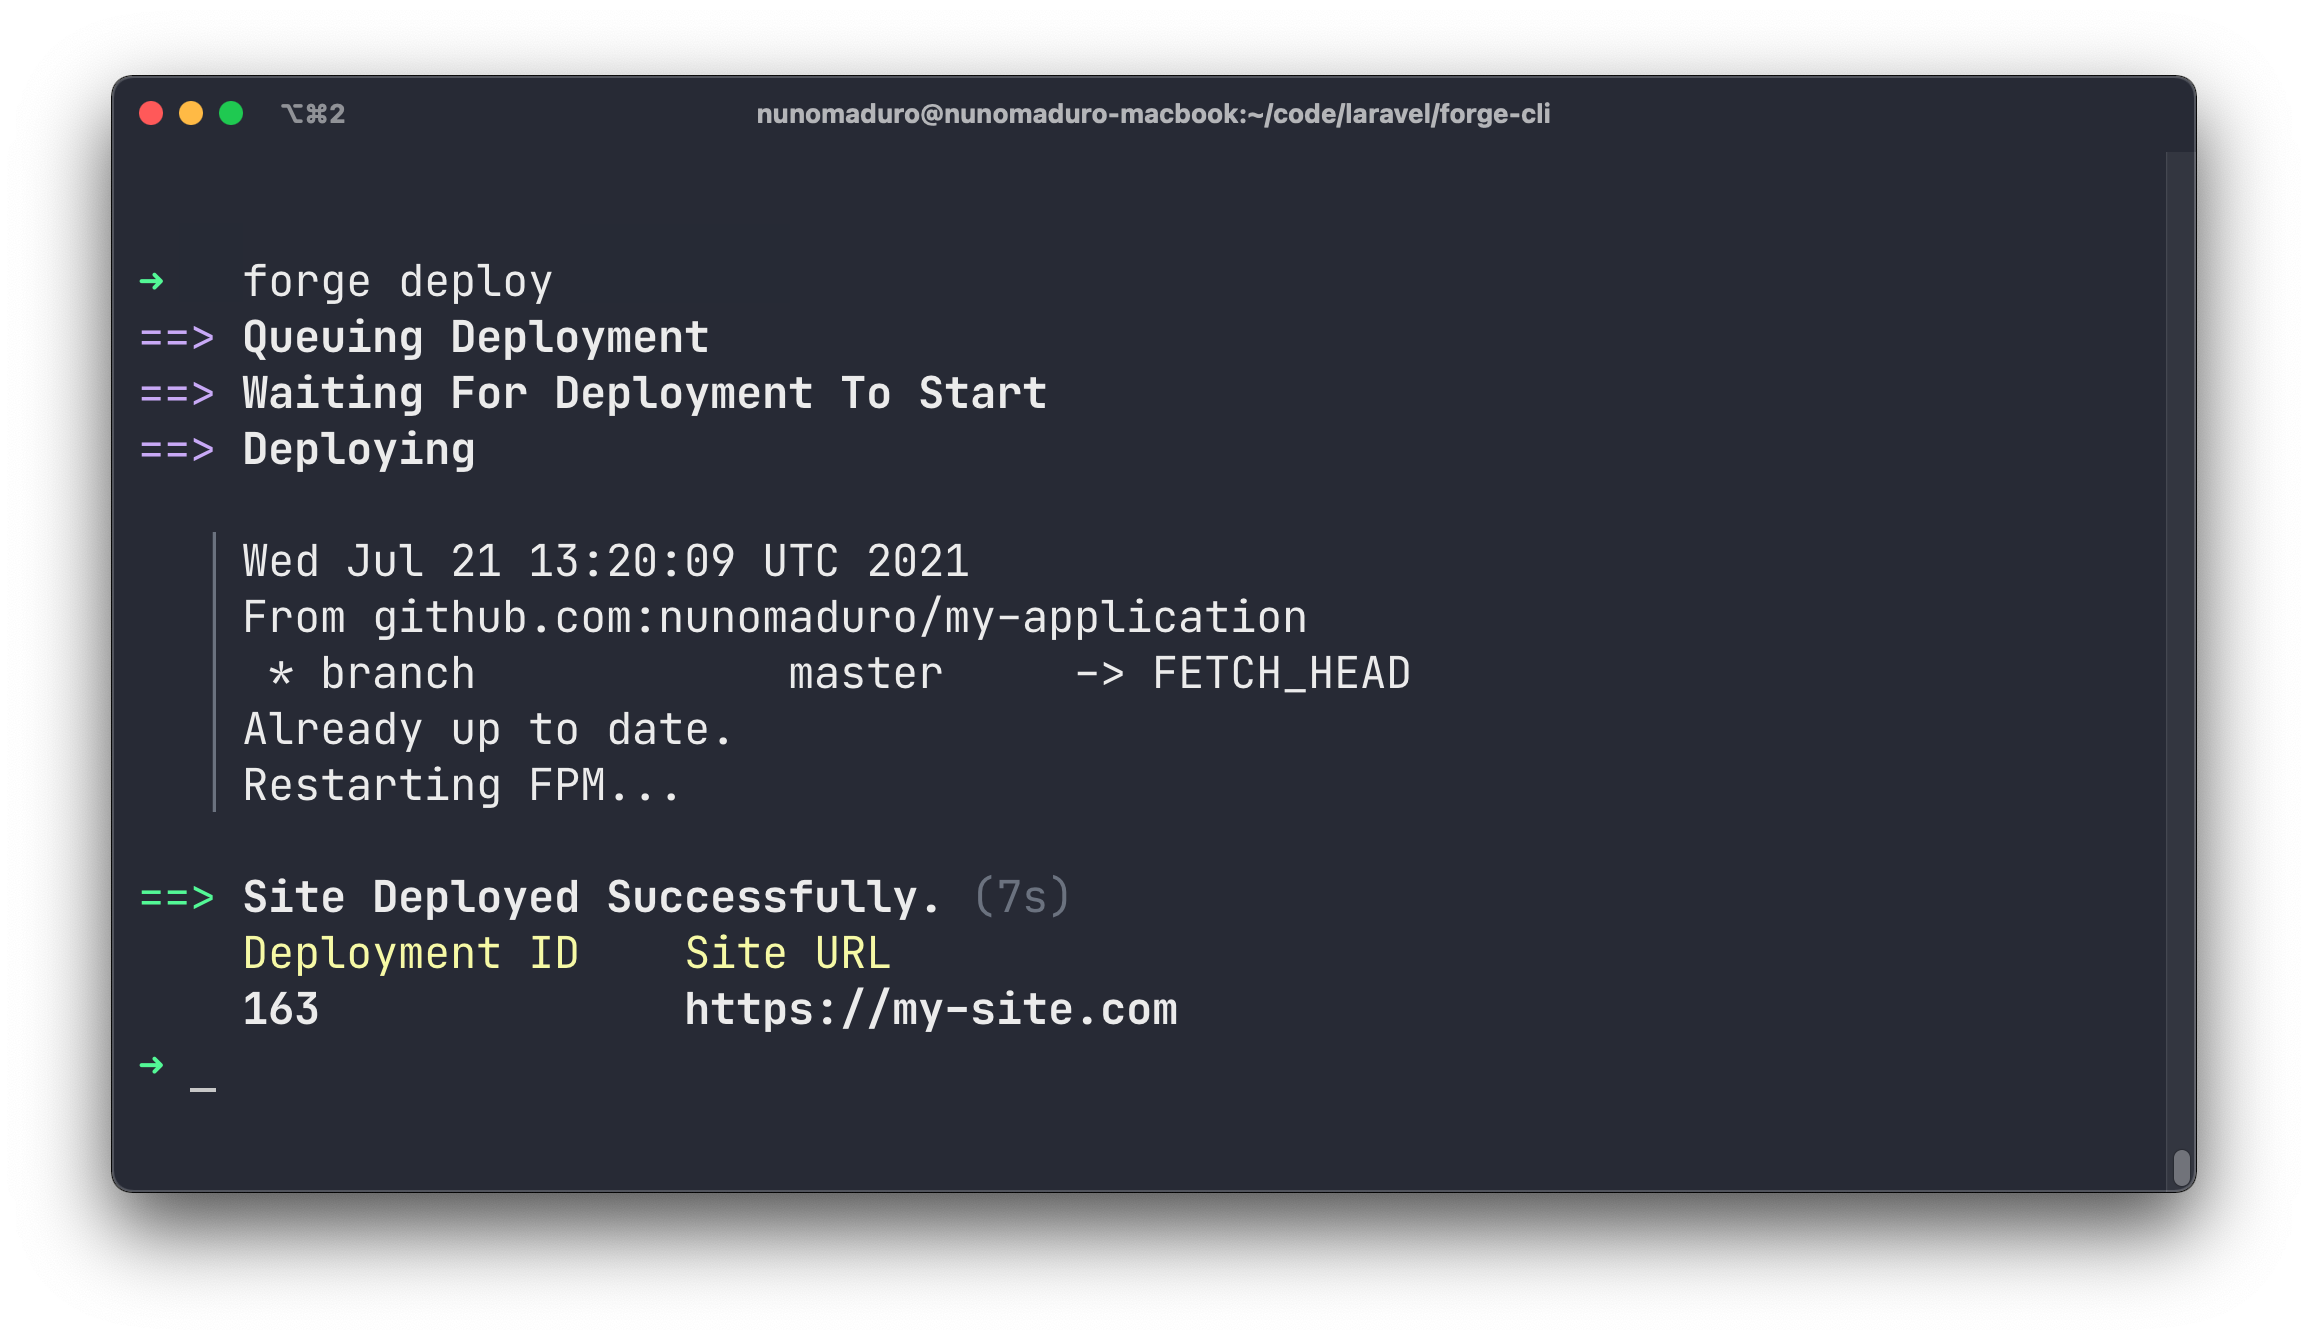 ⌥⌘2 nunomaduro@nunomaduro-macbook:~/code/laravel/forge-cli
➜ forge deploy
==> Queuing Deployment
==> Waiting For Deployment To Start
==> Deploying
Wed Jul 21 13:20:09 UTC 2021
From github.com:nunomaduro/my-application
* branch master -> FETCH_HEAD
Already up to date.
Restarting FPM...
==> Site Deployed Successfully. (7s)
Deployment ID Site URL
163 https://my-site.com
➜ _